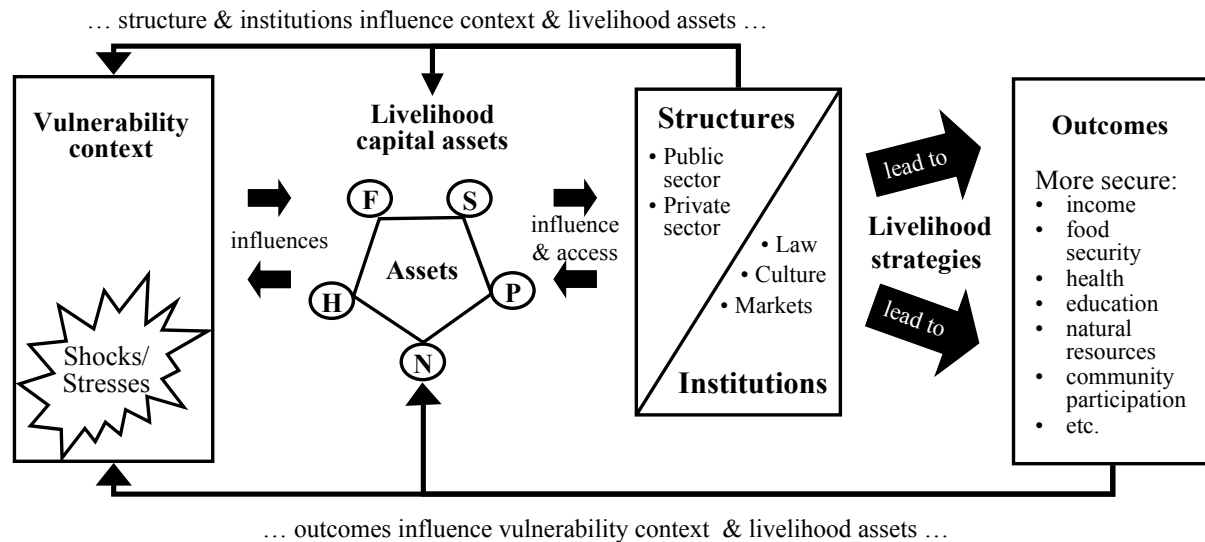 … structure & institutions influence context & livelihood assets …
Vulnerability
context
Shocks/
Stresses
influences
Livelihood
capital assets
F
S
H
Assets
P
N
influence
& access
Structures
• Public
sector
• Private
sector
• Law
• Culture
• Markets
Institutions
lead to
Livelihood
strategies
lead to
Outcomes
More secure:
• income
• food
security
• health
• education
• natural
resources
• community
participation
• etc.
… outcomes influence vulnerability context & livelihood assets …